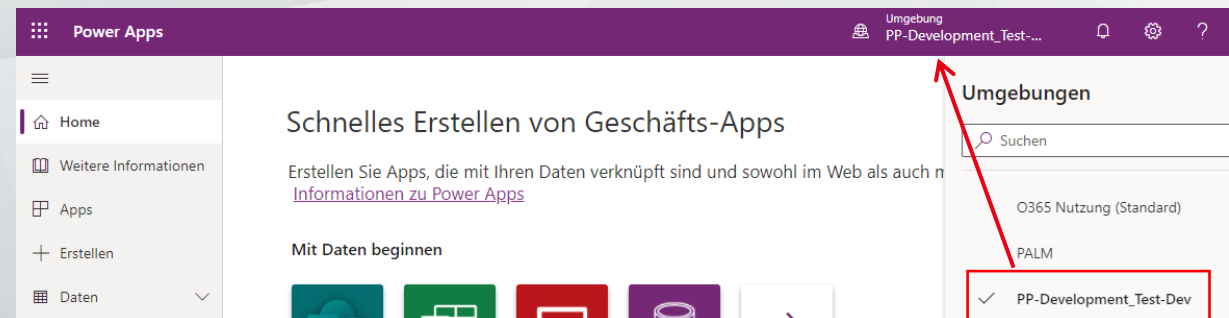 Power Apps
Umgebung
PP-Development_Test-...
?
Home
Weitere Informationen
Apps
Erstellen
Daten
Schnelles Erstellen von Geschäfts-Apps
Erstellen Sie Apps, die mit Ihren Daten verknüpft sind und sowohl im Web als auch
Informationen zu Power Apps
Mit Daten beginnen
Umgebungen
Suchen
O365 Nutzung (Standard)
PALM
PP-Development_Test-Dev